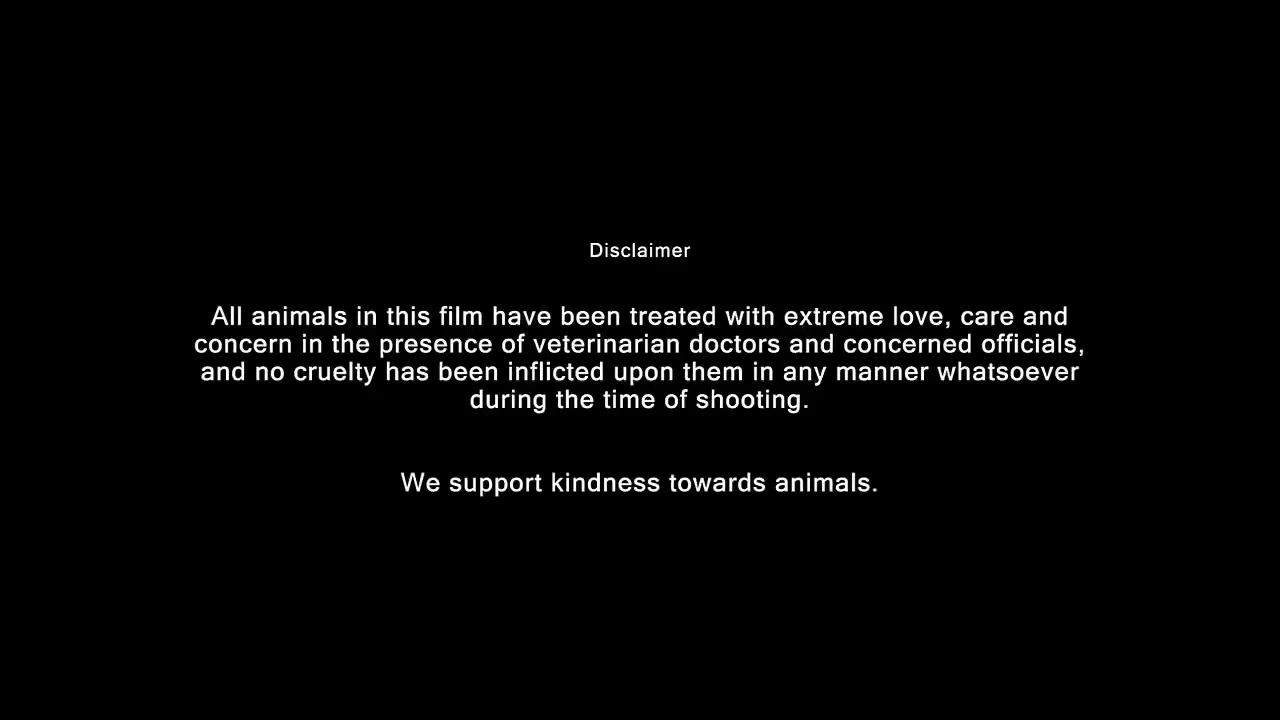 Disclaimer
All animals in this film have been treated with extreme love, care and
concern in the presence of veterinarian doctors and concerned officials,
and no cruelty has been inflicted upon them in any manner whatsoever
during the time of shooting.
We support kindness towards animals.